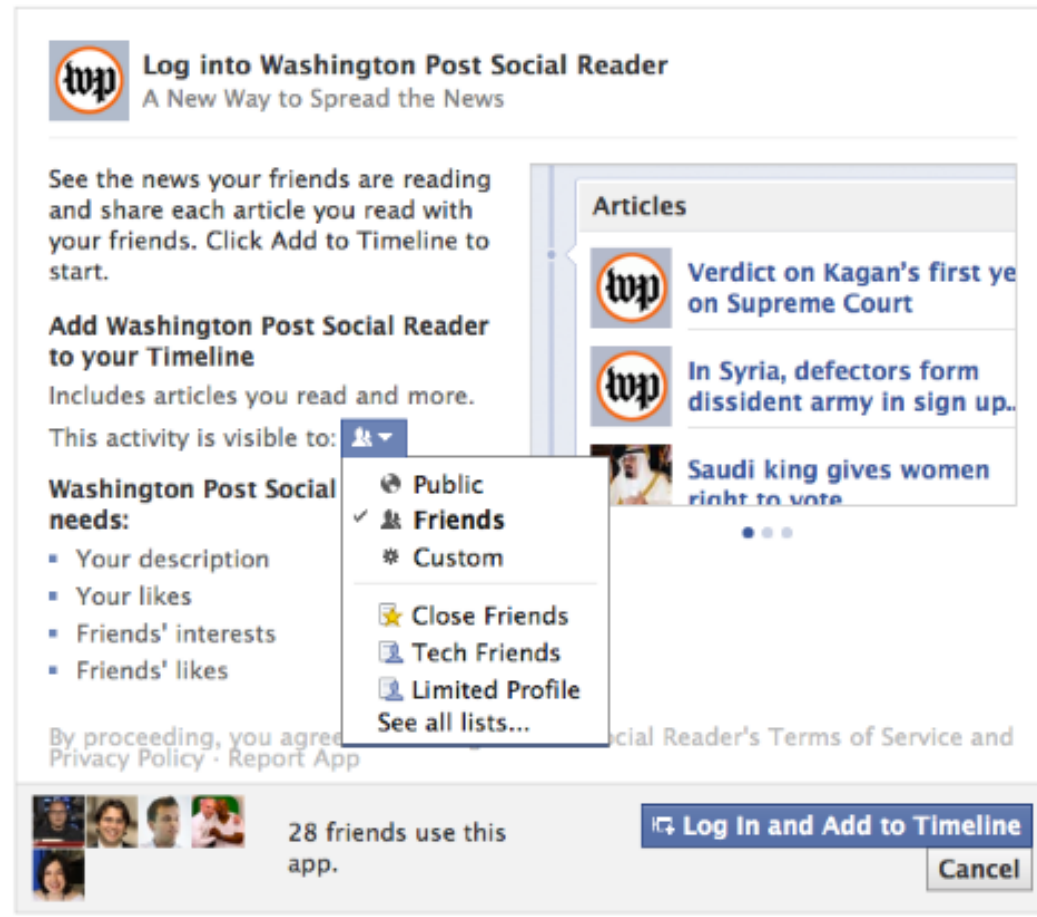 wp
Log into Washington Post Social Reader
A New Way to Spread the News
See the news your friends are reading
and share each article you read with
your friends. Click Add to Timeline to
start.
Add Washington Post Social Reader
to your Timeline
Includes articles you read and more.
This activity is visible to:
Washington Post Social
needs:
Your description
Your likes
Friends' interests
Friends' likes
Public
Friends
Custom
Close Friends
Tech Friends
Limited Profile
See all lists...
Articles
wp
Verdict on Kagan's first ye
on Supreme Court
wp
In Syria, defectors form
dissident army in sign up..
Saudi king gives women
right to vote
By proceeding, you agree cial Reader's Terms of Service and
Privacy Policy · Report App
28 friends use this
app.
Log In and Add to Timeline
Cancel